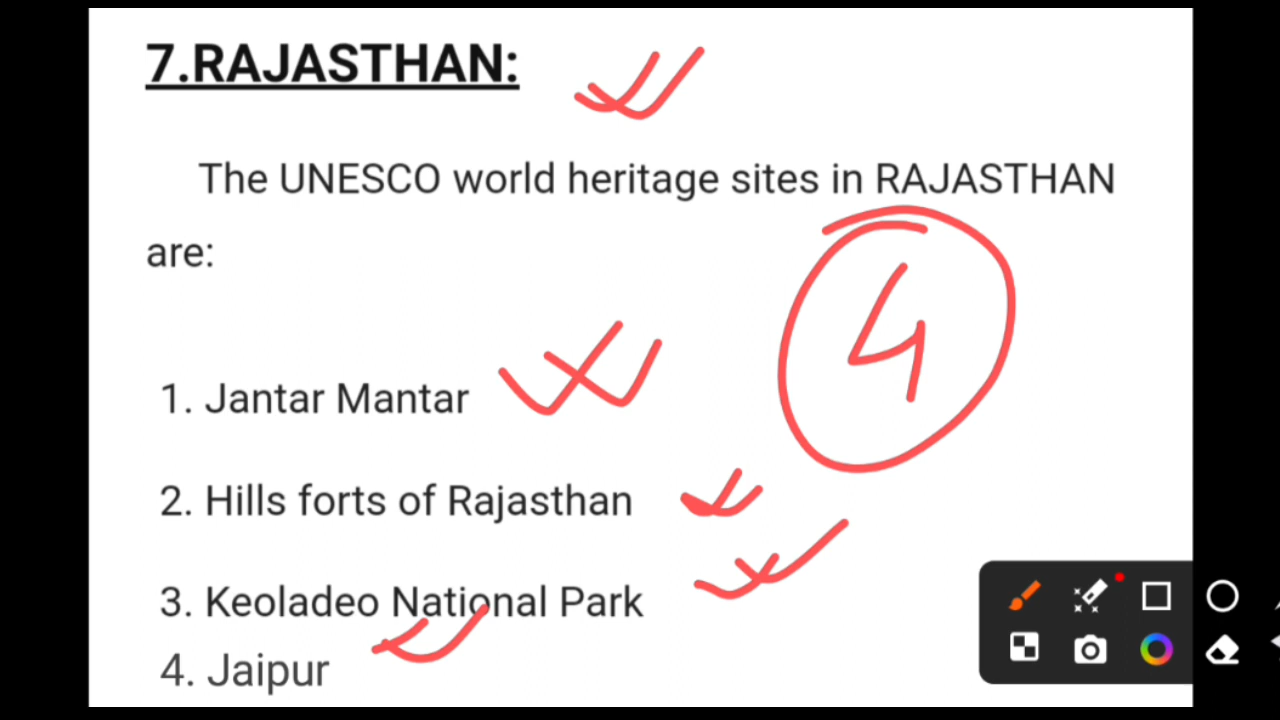 7.RAJASTHAN:
The UNESCO world heritage sites in RAJASTHAN
are:
4
1. Jantar Mantar
2. Hills forts of Rajasthan
3. Keoladeo National Park
4. Jaipur